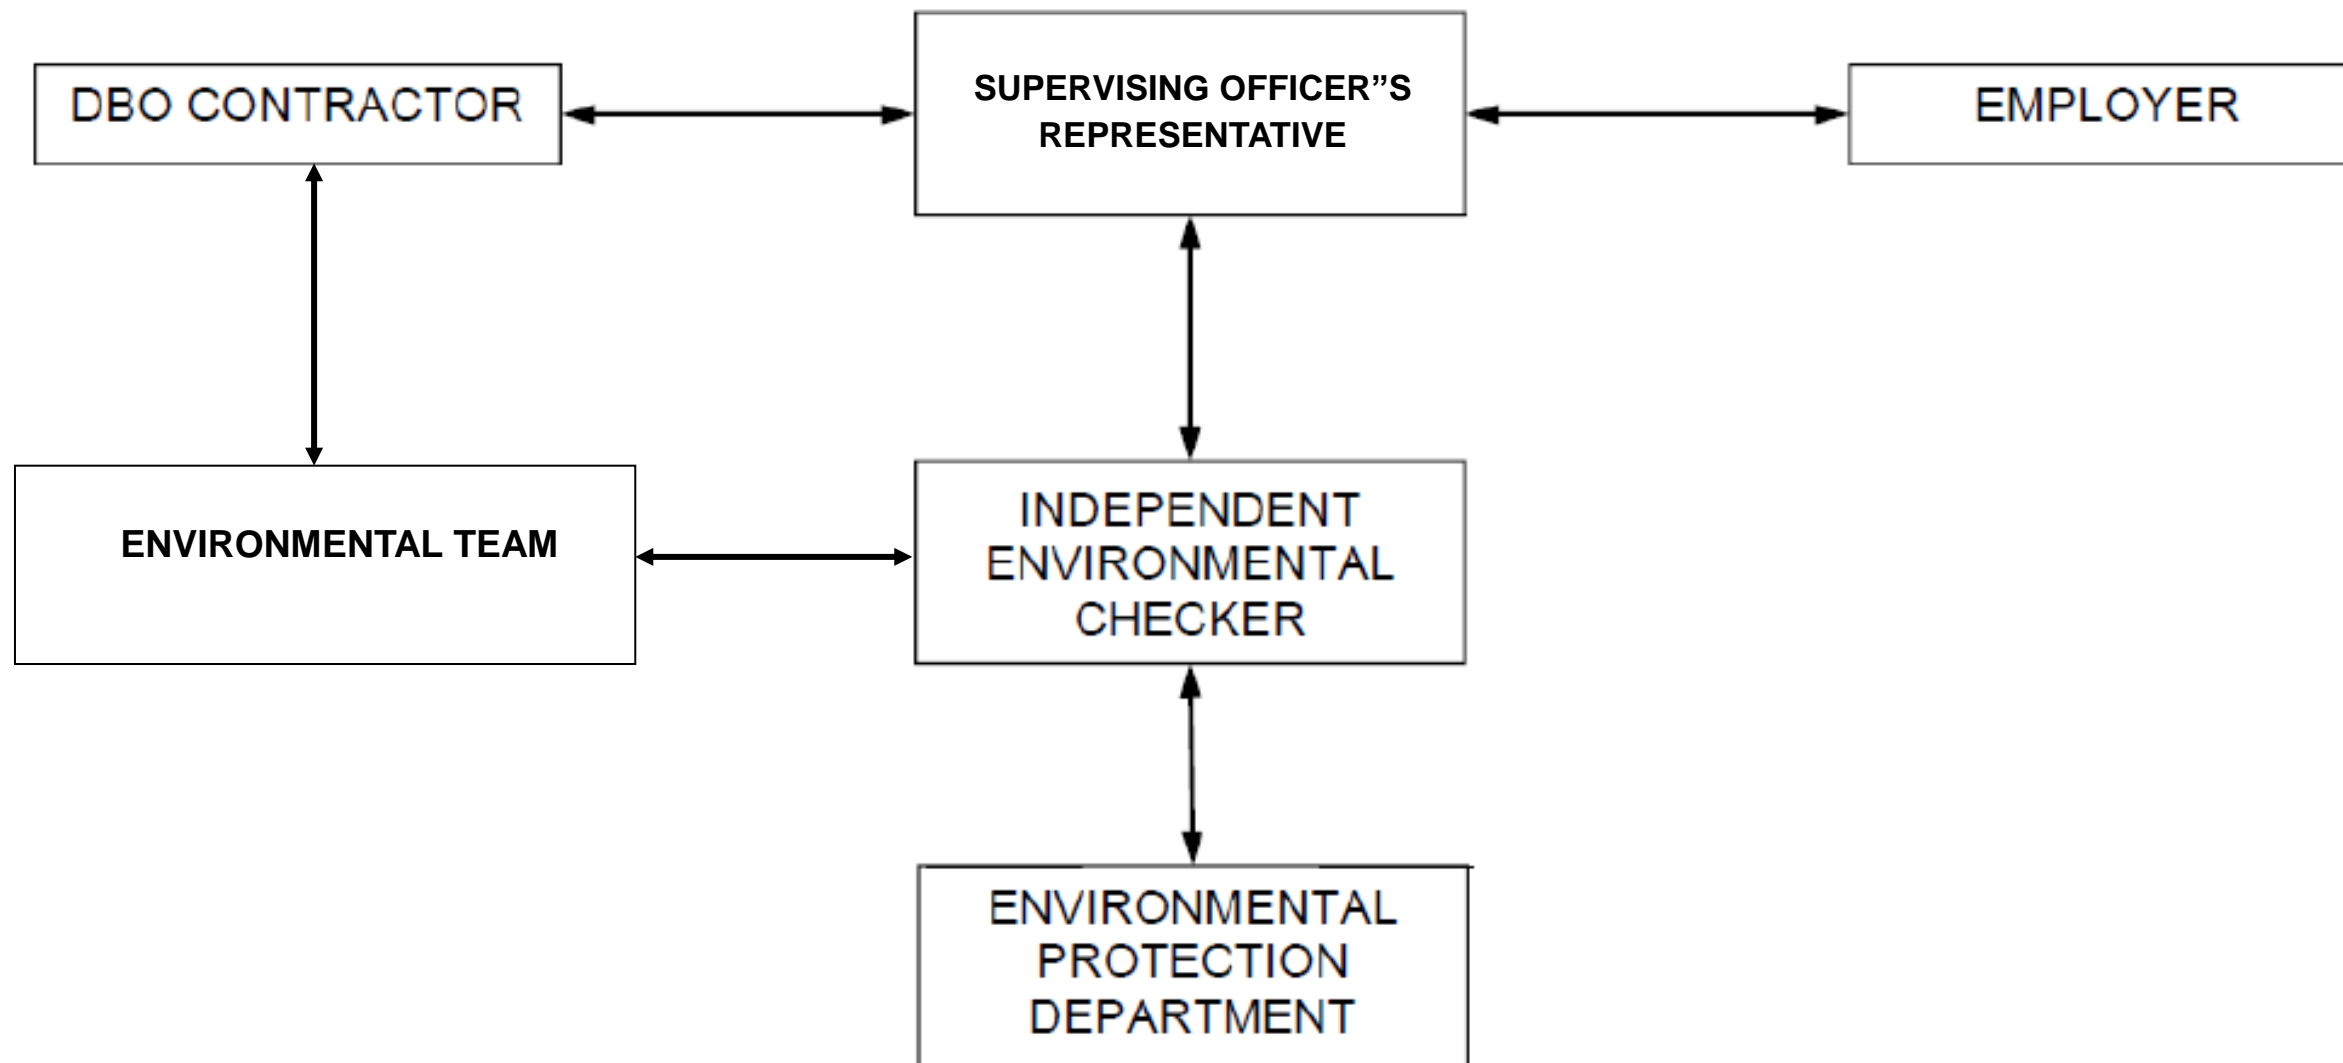 DBO CONTRACTOR
SUPERVISING OFFICER”S
REPRESENTATIVE
EMPLOYER
ENVIRONMENTAL TEAM
INDEPENDENT
ENVIRONMENTAL
CHECKER
ENVIRONMENTAL
PROTECTION
DEPARTMENT